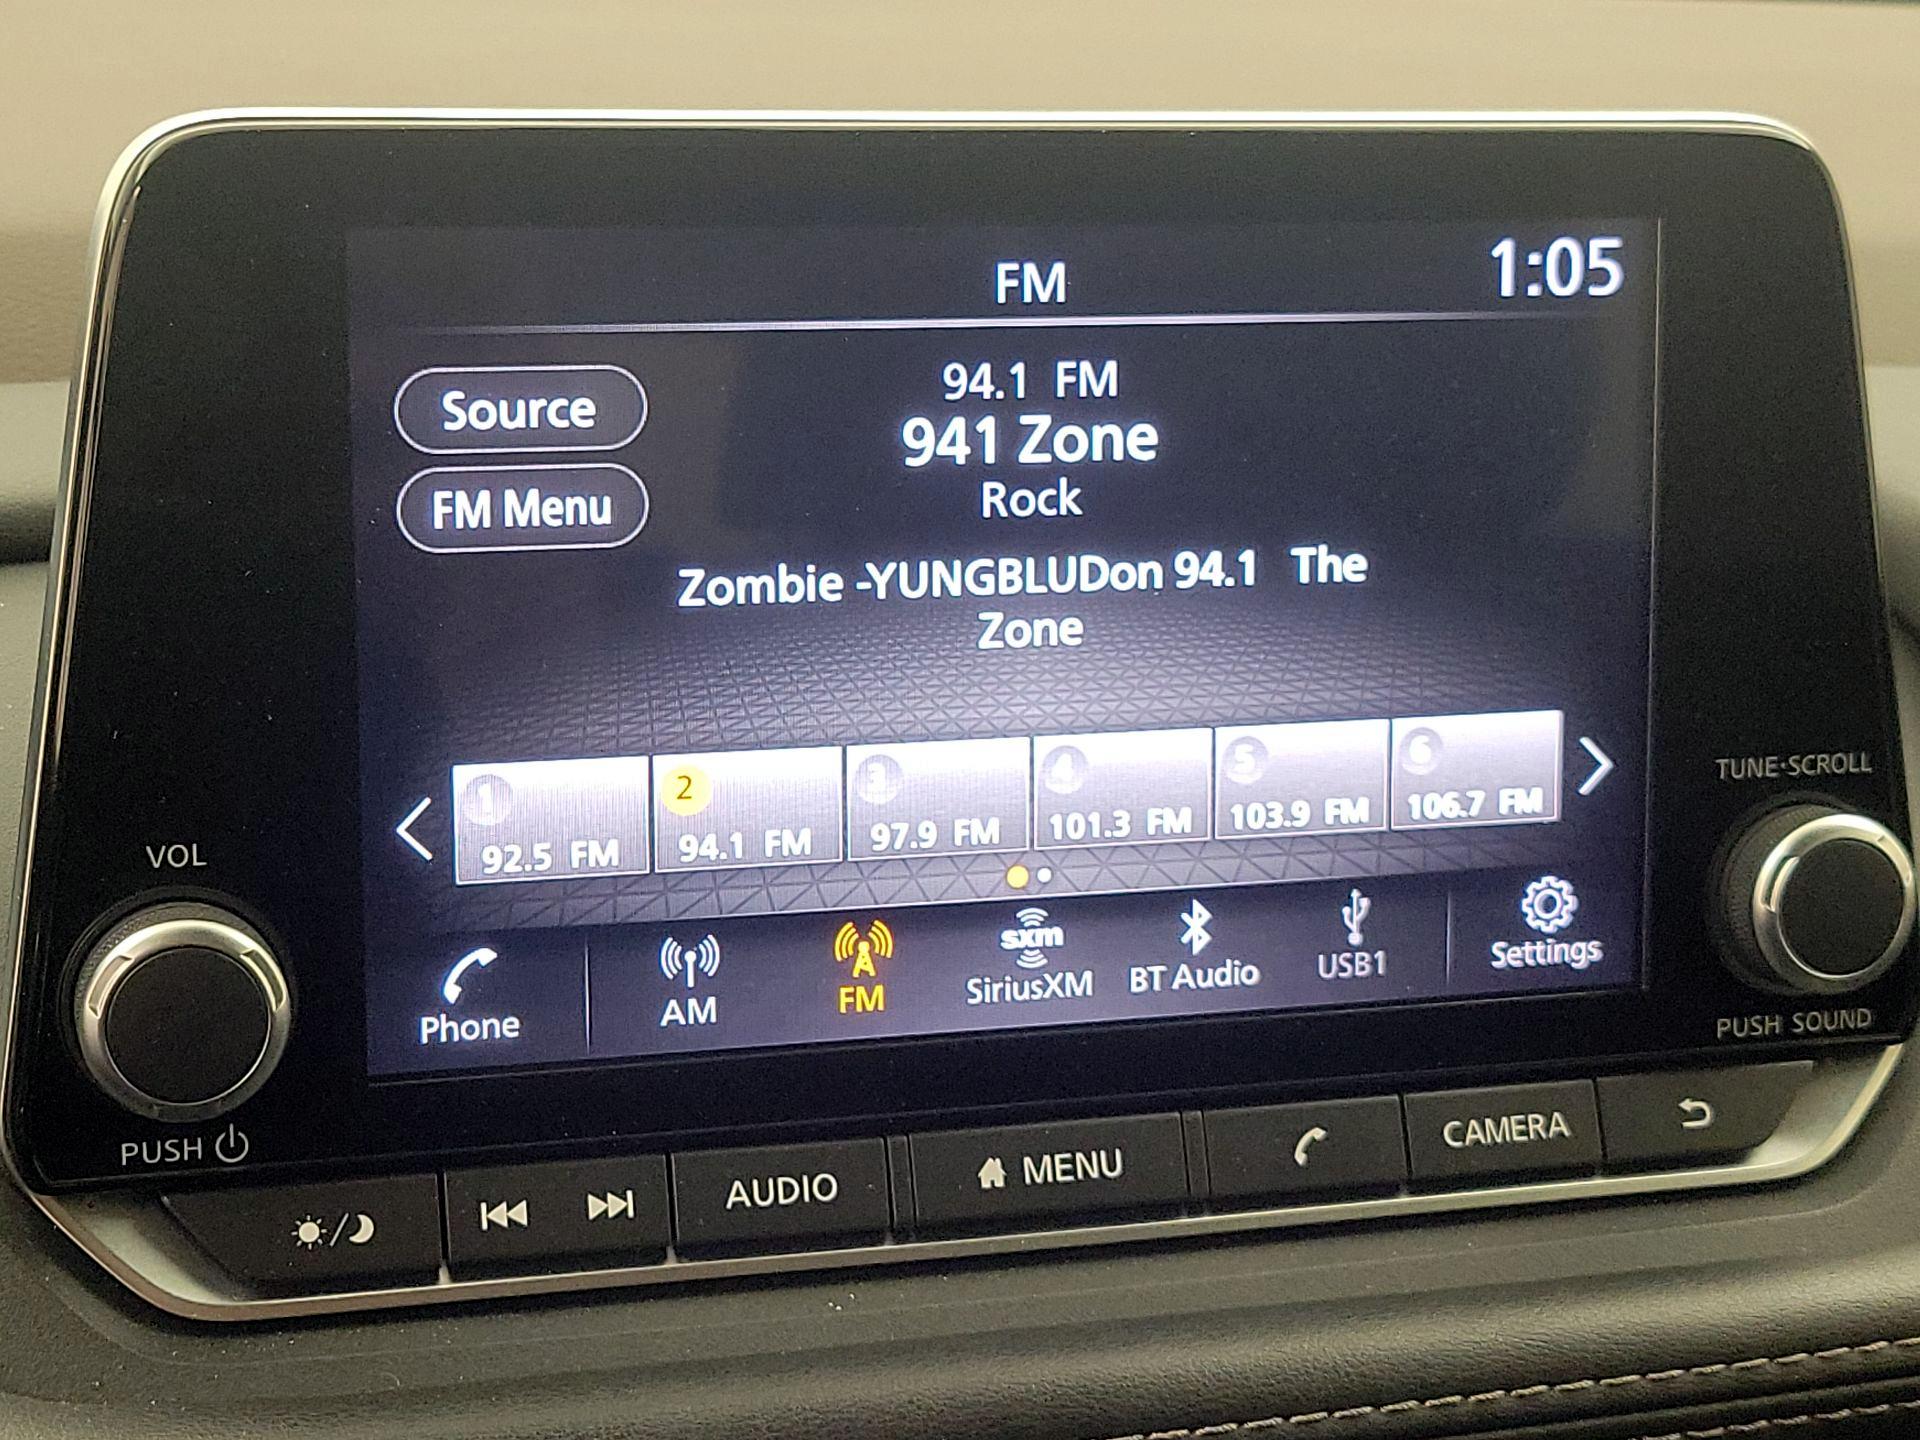 FM
1:05
Source
94.1 FM
941 Zone
FM Menu
Rock
Zombie -YUNGBLUDon 94.1 The
Zone
1 2 3 4 5 6
92.5 FM 94.1 FM 97.9 FM 101.3 FM 103.9 FM 106.7 FM
TUNE·SCROLL
VOL
sxm
Phone AM FM SiriusXM BT Audio USB1 Settings
PUSH SOUND
PUSH
AUDIO MENU CAMERA